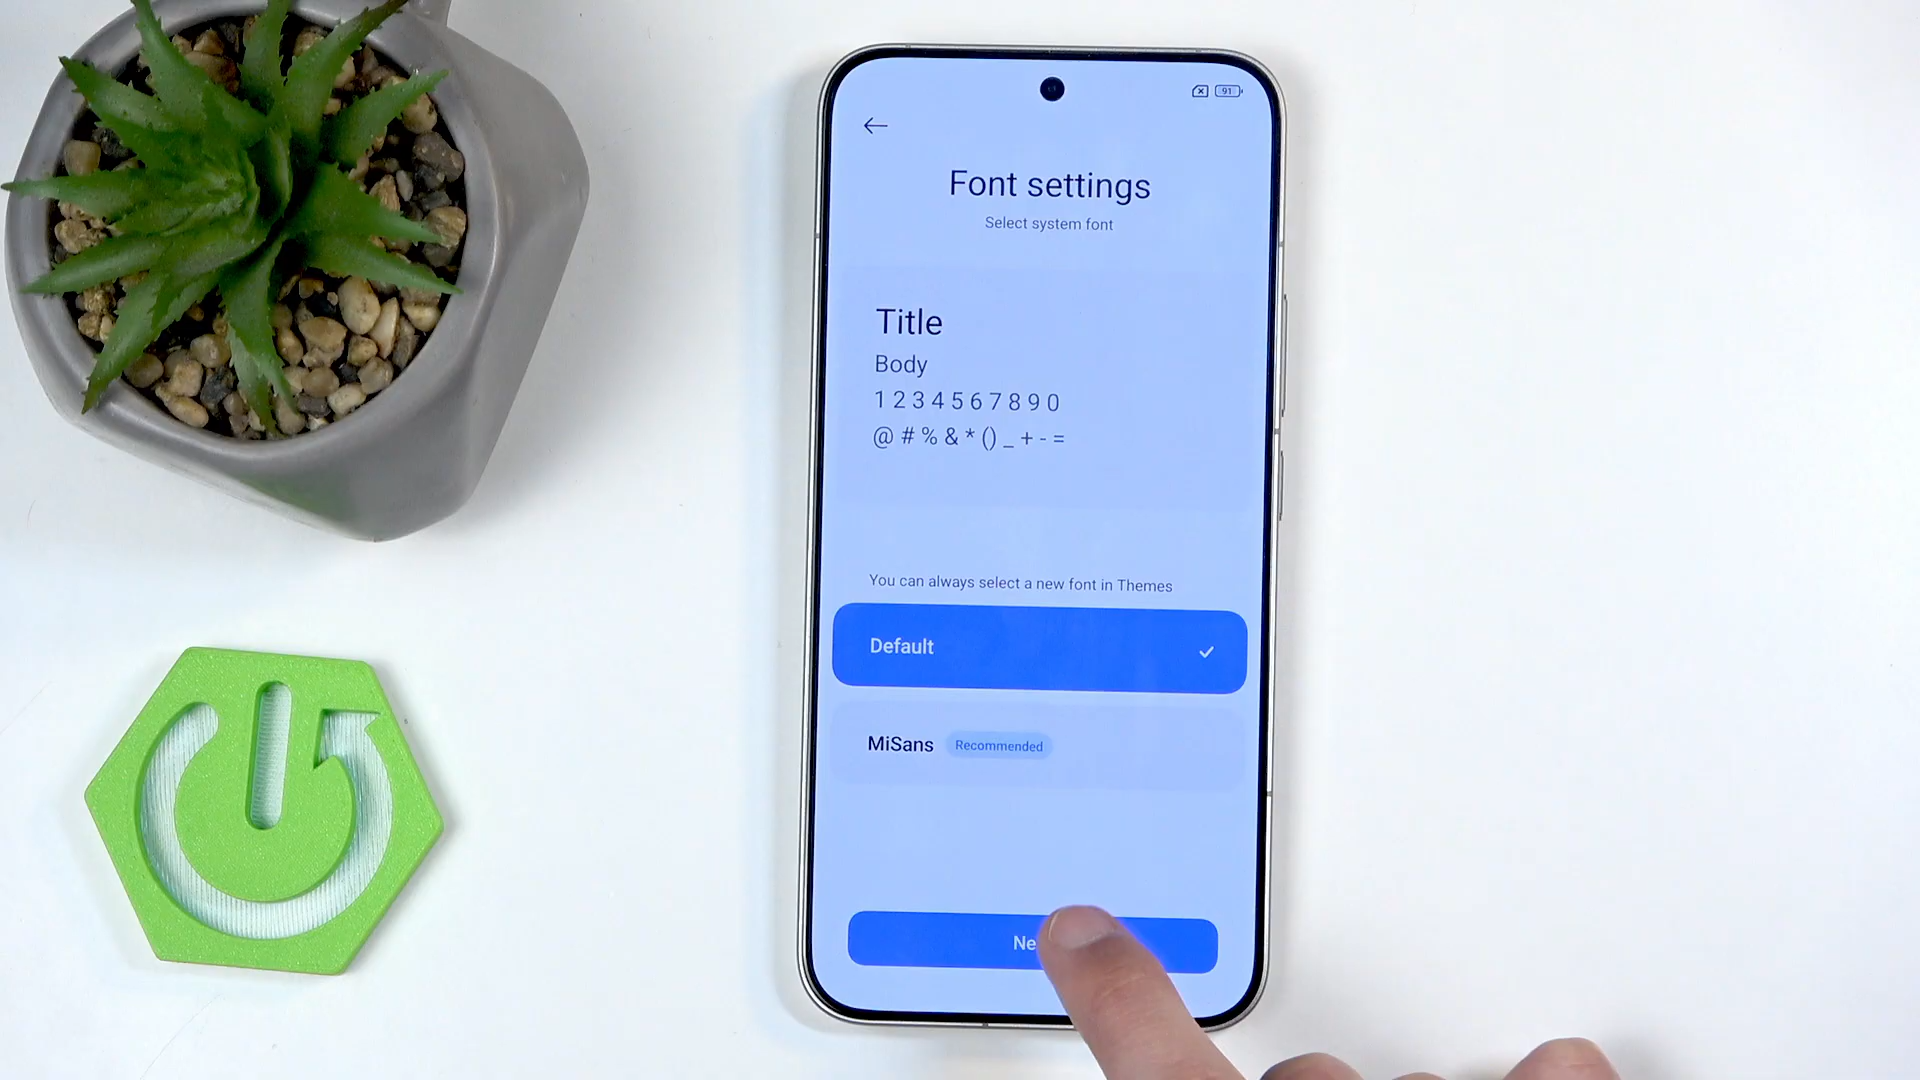 91
Font settings
Select system font
Title
Body
1 2 3 4 5 6 7 8 9 0
@ # % & * () _ + - =
You can always select a new font in Themes
Default
MiSans Recommended